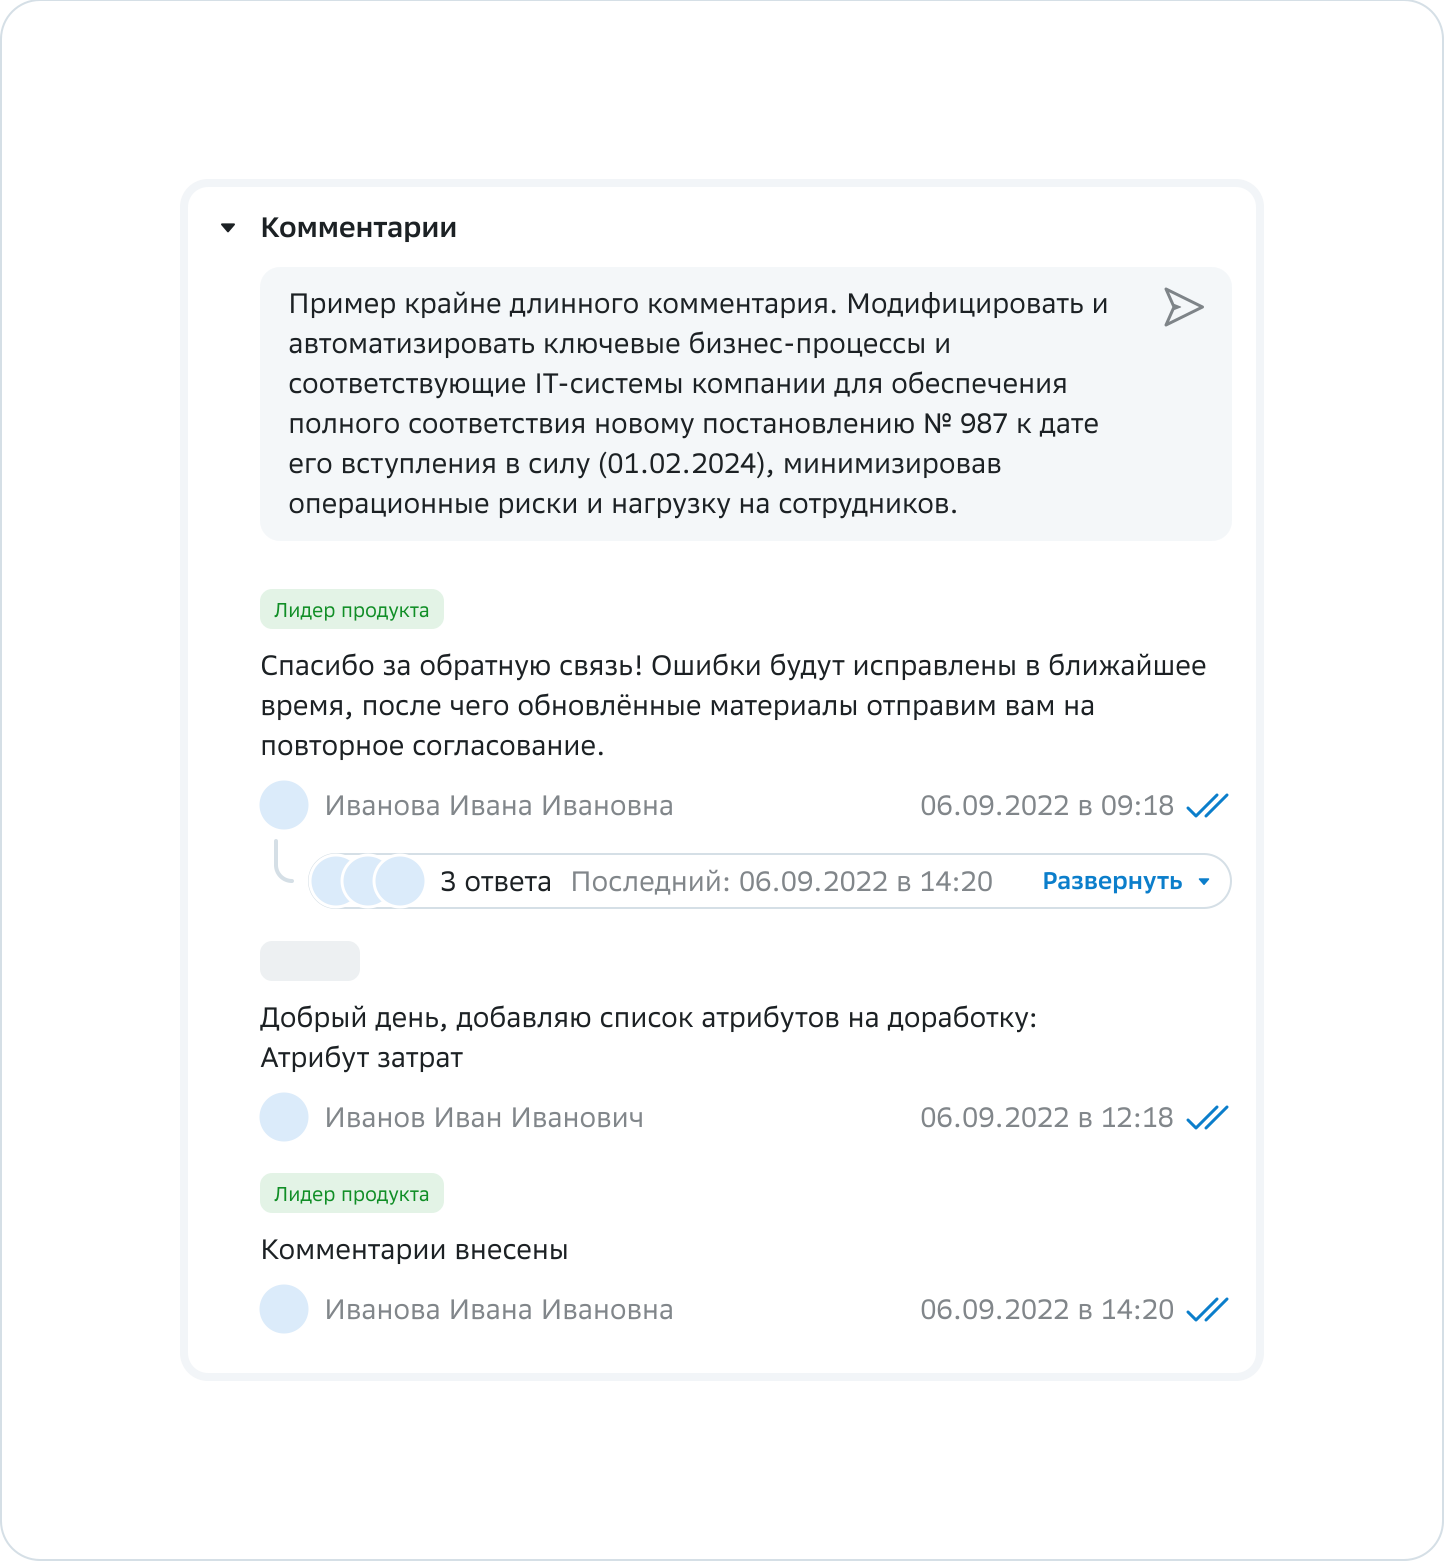 Комментарии
Пример крайне длинного комментария. Модифицировать и
автоматизировать ключевые бизнес-процессы и
соответствующие IT-системы компании для обеспечения
полного соответствия новому постановлению № 987 к дате
его вступления в силу (01.02.2024), минимизировав
операционные риски и нагрузку на сотрудников.
Лидер продукта
Спасибо за обратную связь! Ошибки будут исправлены в ближайшее
время, после чего обновлённые материалы отправим вам на
повторное согласование.
Иванова Ивана Ивановна 06.09.2022 в 09:18
3 ответа Последний: 06.09.2022 в 14:20 Развернуть
Добрый день, добавляю список атрибутов на доработку:
Атрибут затрат
Иванов Иван Иванович 06.09.2022 в 12:18
Лидер продукта
Комментарии внесены
Иванова Ивана Ивановна 06.09.2022 в 14:20